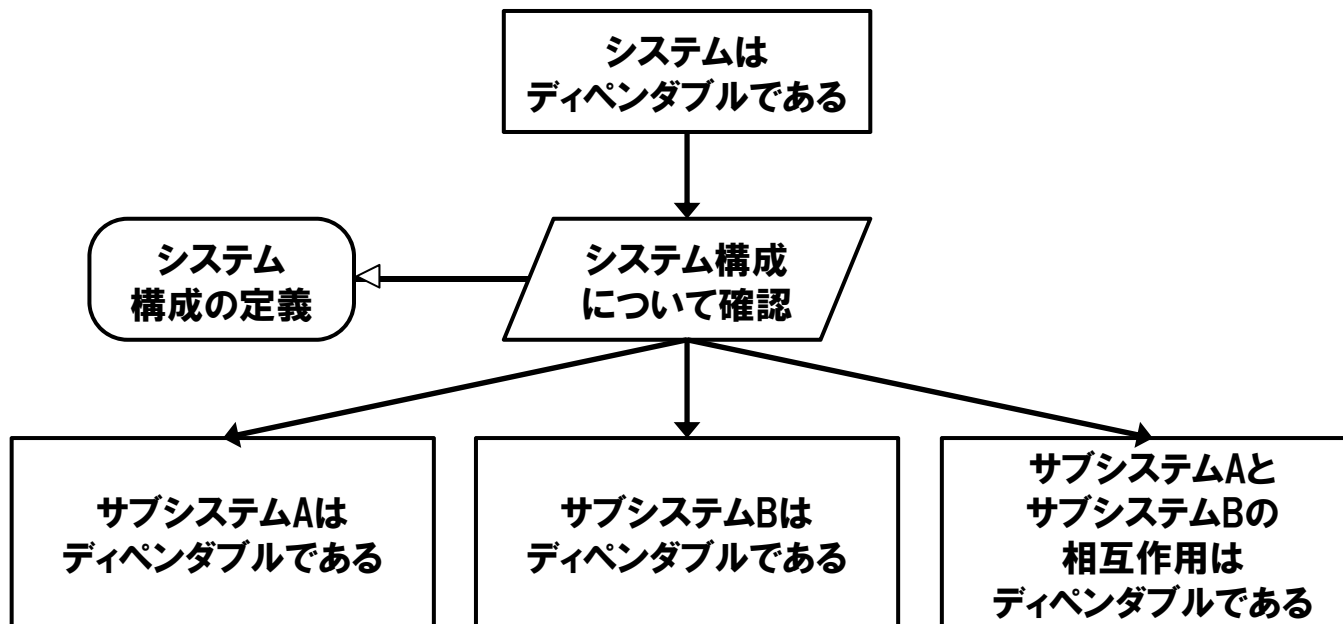 システムは
ディペンダブルである
システム
構成の定義
システム構成
について確認
サブシステムAは
ディペンダブルである
サブシステムBは
ディペンダブルである
サブシステムAと
サブシステムBの
相互作用は
ディペンダブルである